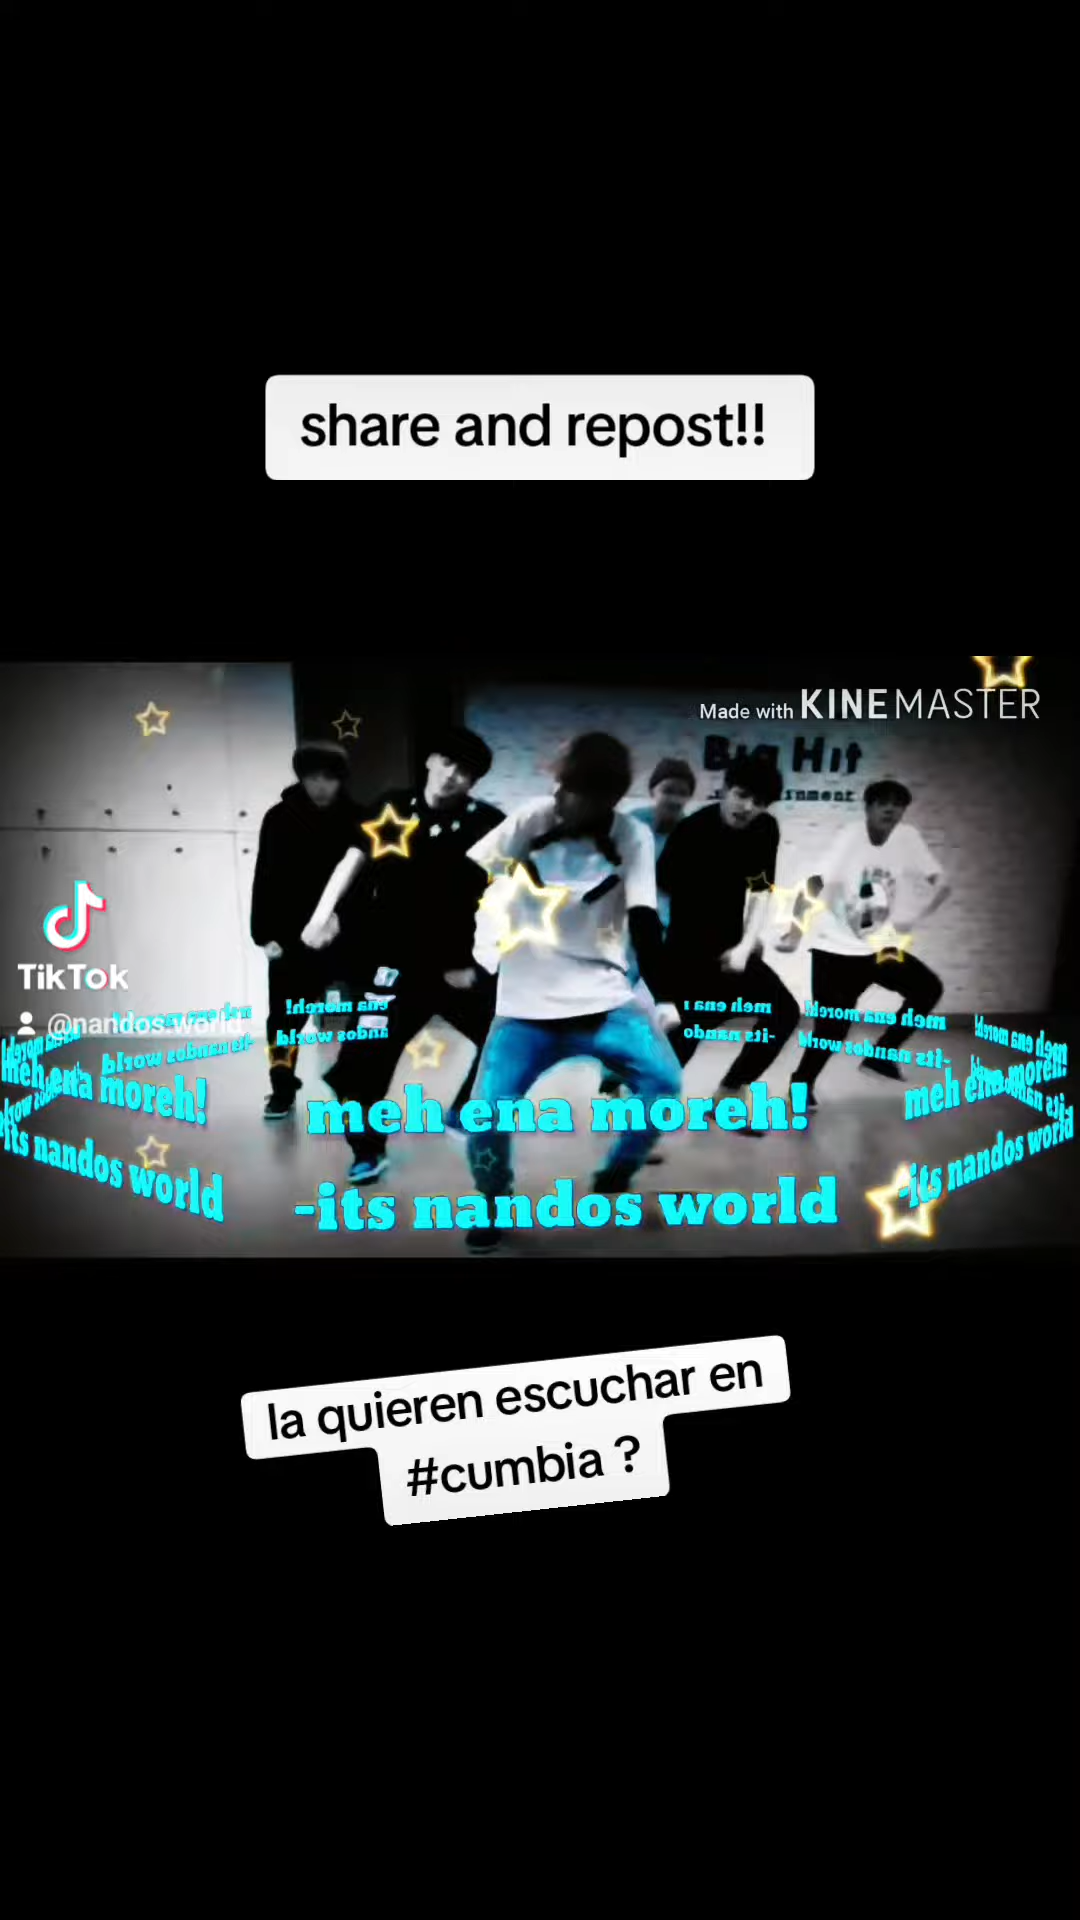 share and repost!!
Made with KINEMASTER
Big Hit
TikTok
@nandos.world
meh ena moreh!
-its nandos world
meh ena moreh!
-its nandos world
meh ena moreh!
-its nandos world
la quieren escuchar en
#cumbia ?